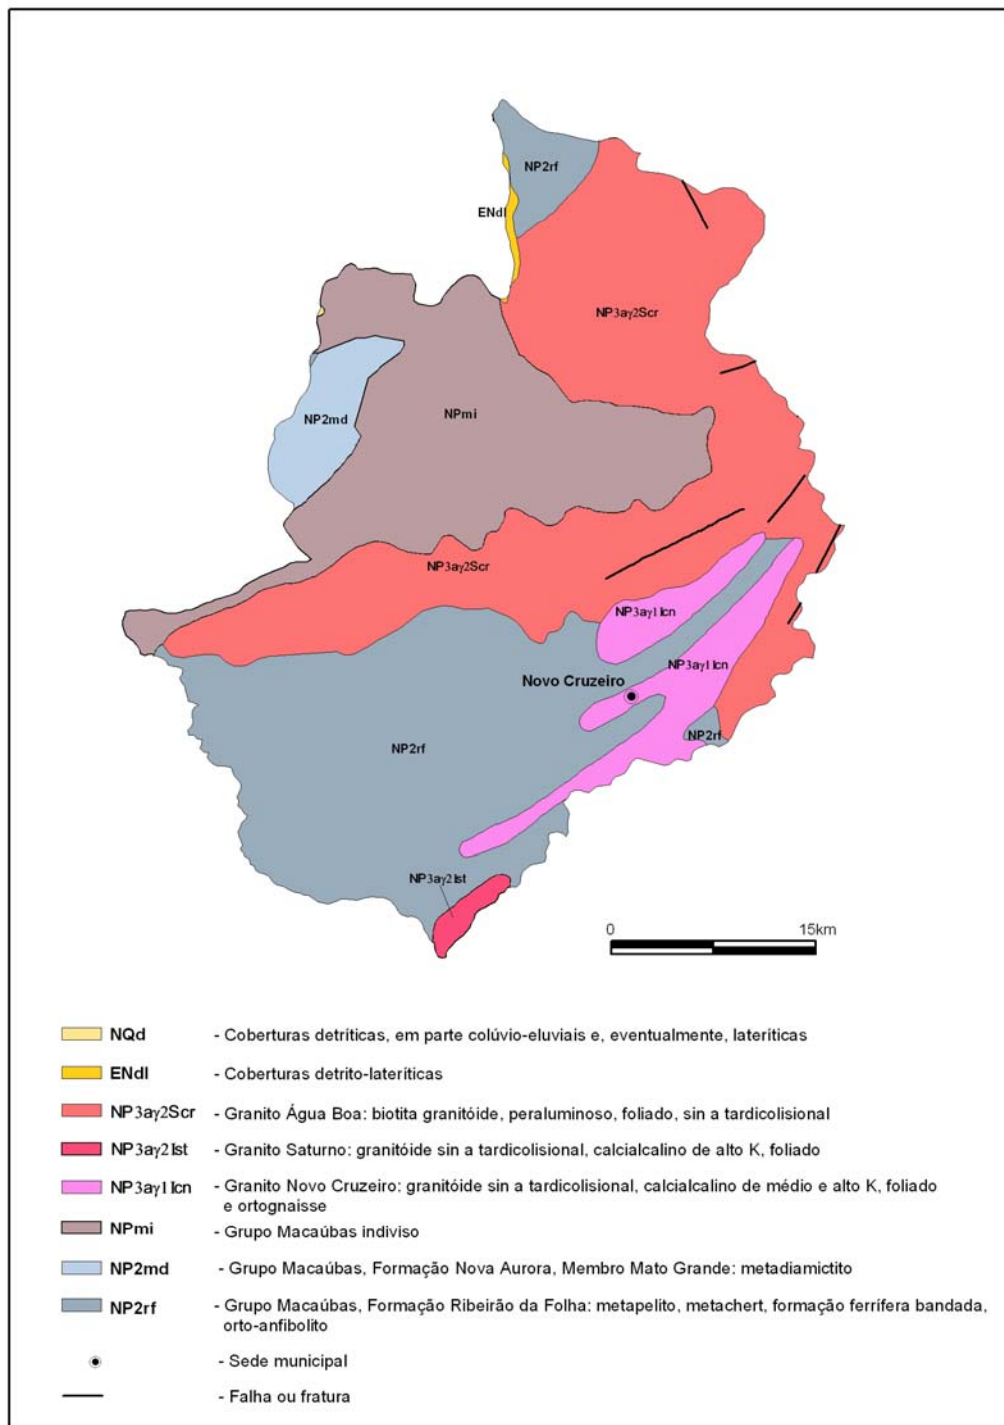 NP2rf
ENdl
NP3aγ2Scr
NP2md
NPmi
NP3aγ2Scr
NP3aγ1Icn
NP3aγ1Icn
Novo Cruzeiro
NP2rf
NP2rf
NP3aγ2Ist
0 15km
NQd - Coberturas detríticas, em parte colúvio-eluviais e, eventualmente, lateríticas
ENdl - Coberturas detrito-lateríticas
NP3aγ2Scr - Granito Água Boa: biotita granitóide, peraluminoso, foliado, sin a tardicolisional
NP3aγ2Ist - Granito Saturno: granitóide sin a tardicolisional, calcialcalino de alto K, foliado
NP3aγ1Icn - Granito Novo Cruzeiro: granitóide sin a tardicolisional, calcialcalino de médio e alto K, foliado
e ortognaisse
NPmi - Grupo Macaúbas indiviso
NP2md - Grupo Macaúbas, Formação Nova Aurora, Membro Mato Grande: metadiamictito
NP2rf - Grupo Macaúbas, Formação Ribeirão da Folha: metapelito, metachert, formação ferrífera bandada,
orto-anfibolito
- Sede municipal
- Falha ou fratura